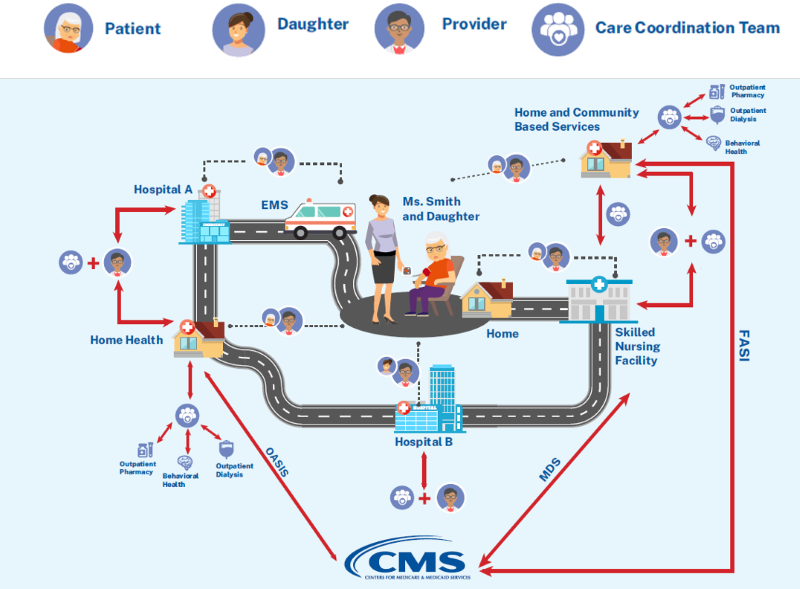 Patient
Daughter
Provider
Care Coordination Team
Outpatient
Pharmacy
Home and Community
Based Services
Outpatient
Dialysis
Behavioral
Health
Hospital A
EMS
Ms. Smith
and Daughter
Home Health
Home
Skilled
Nursing
Facility
FASI
HOSPITAL
Hospital B
Outpatient
Pharmacy
Behavioral
Health
Outpatient
Dialysis
OASIS
MDS
CMS
CENTERS FOR MEDICARE & MEDICAID SERVICES